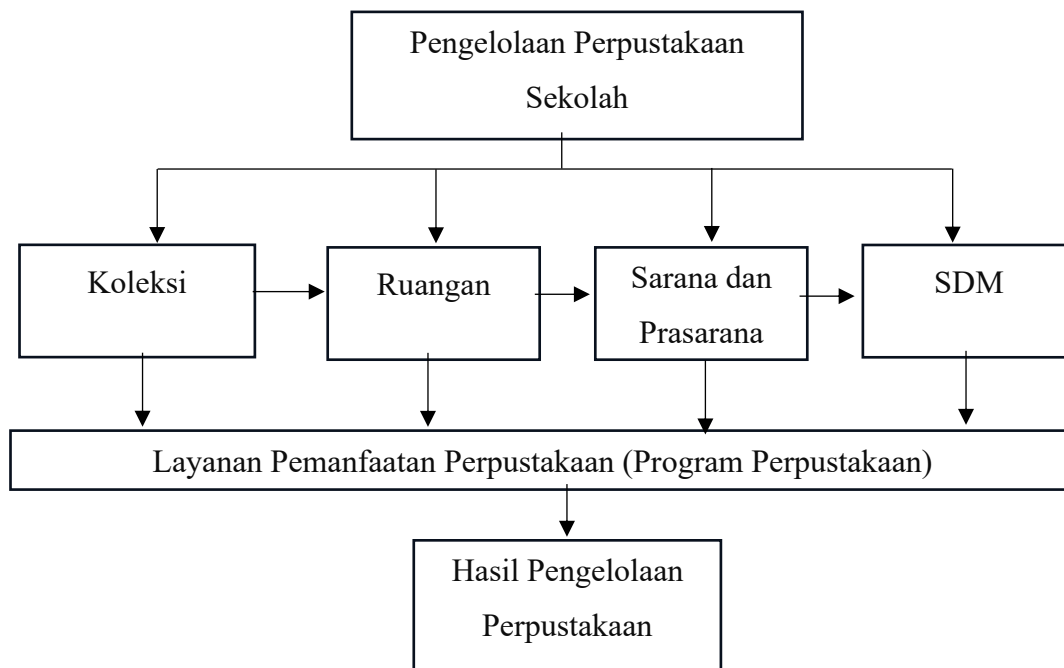 Pengelolaan Perpustakaan
Sekolah
Koleksi
Ruangan
Sarana dan
Prasarana
SDM
Layanan Pemanfaatan Perpustakaan (Program Perpustakaan)
Hasil Pengelolaan
Perpustakaan